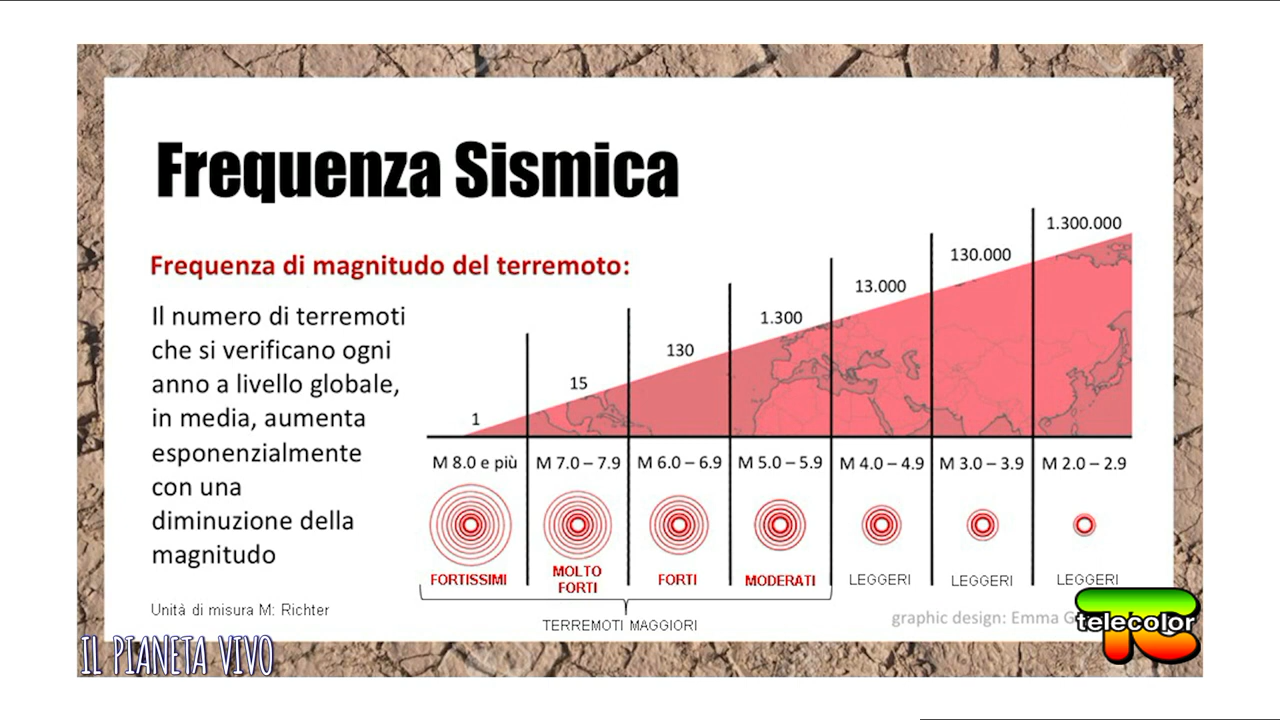 Frequenza Sismica
Frequenza di magnitudo del terremoto:
Il numero di terremoti
che si verificano ogni
anno a livello globale,
in media, aumenta
esponenzialmente
con una
diminuzione della
magnitudo
Unità di misura M: Richter
1
15
130
1.300
13.000
130.000
1.300.000
M 8.0 e più
M 7.0 – 7.9
M 6.0 – 6.9
M 5.0 – 5.9
M 4.0 – 4.9
M 3.0 – 3.9
M 2.0 – 2.9
FORTISSIMI
MOLTO
FORTI
FORTI
MODERATI
LEGGERI
LEGGERI
LEGGERI
TERREMOTI MAGGIORI
graphic design: Emma
telecolor
IL PIANETA VIVO